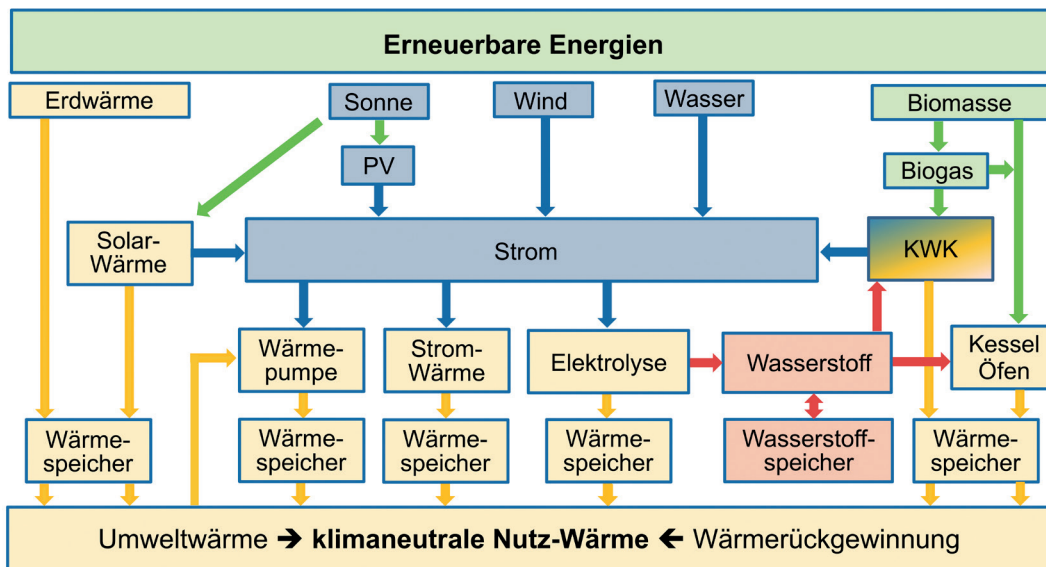 Erneuerbare Energien
Erdwärme
Sonne
Wind
Wasser
Biomasse
PV
Biogas
Solar-
Wärme
Strom
KWK
Wärme-
pumpe
Strom-
Wärme
Elektrolyse
Wasserstoff
Kessel
Öfen
Wärme-
speicher
Wärme-
speicher
Wärme-
speicher
Wärme-
speicher
Wasserstoff-
speicher
Wärme-
speicher
Umweltwärme → klimaneutrale Nutz-Wärme ← Wärmerückgewinnung